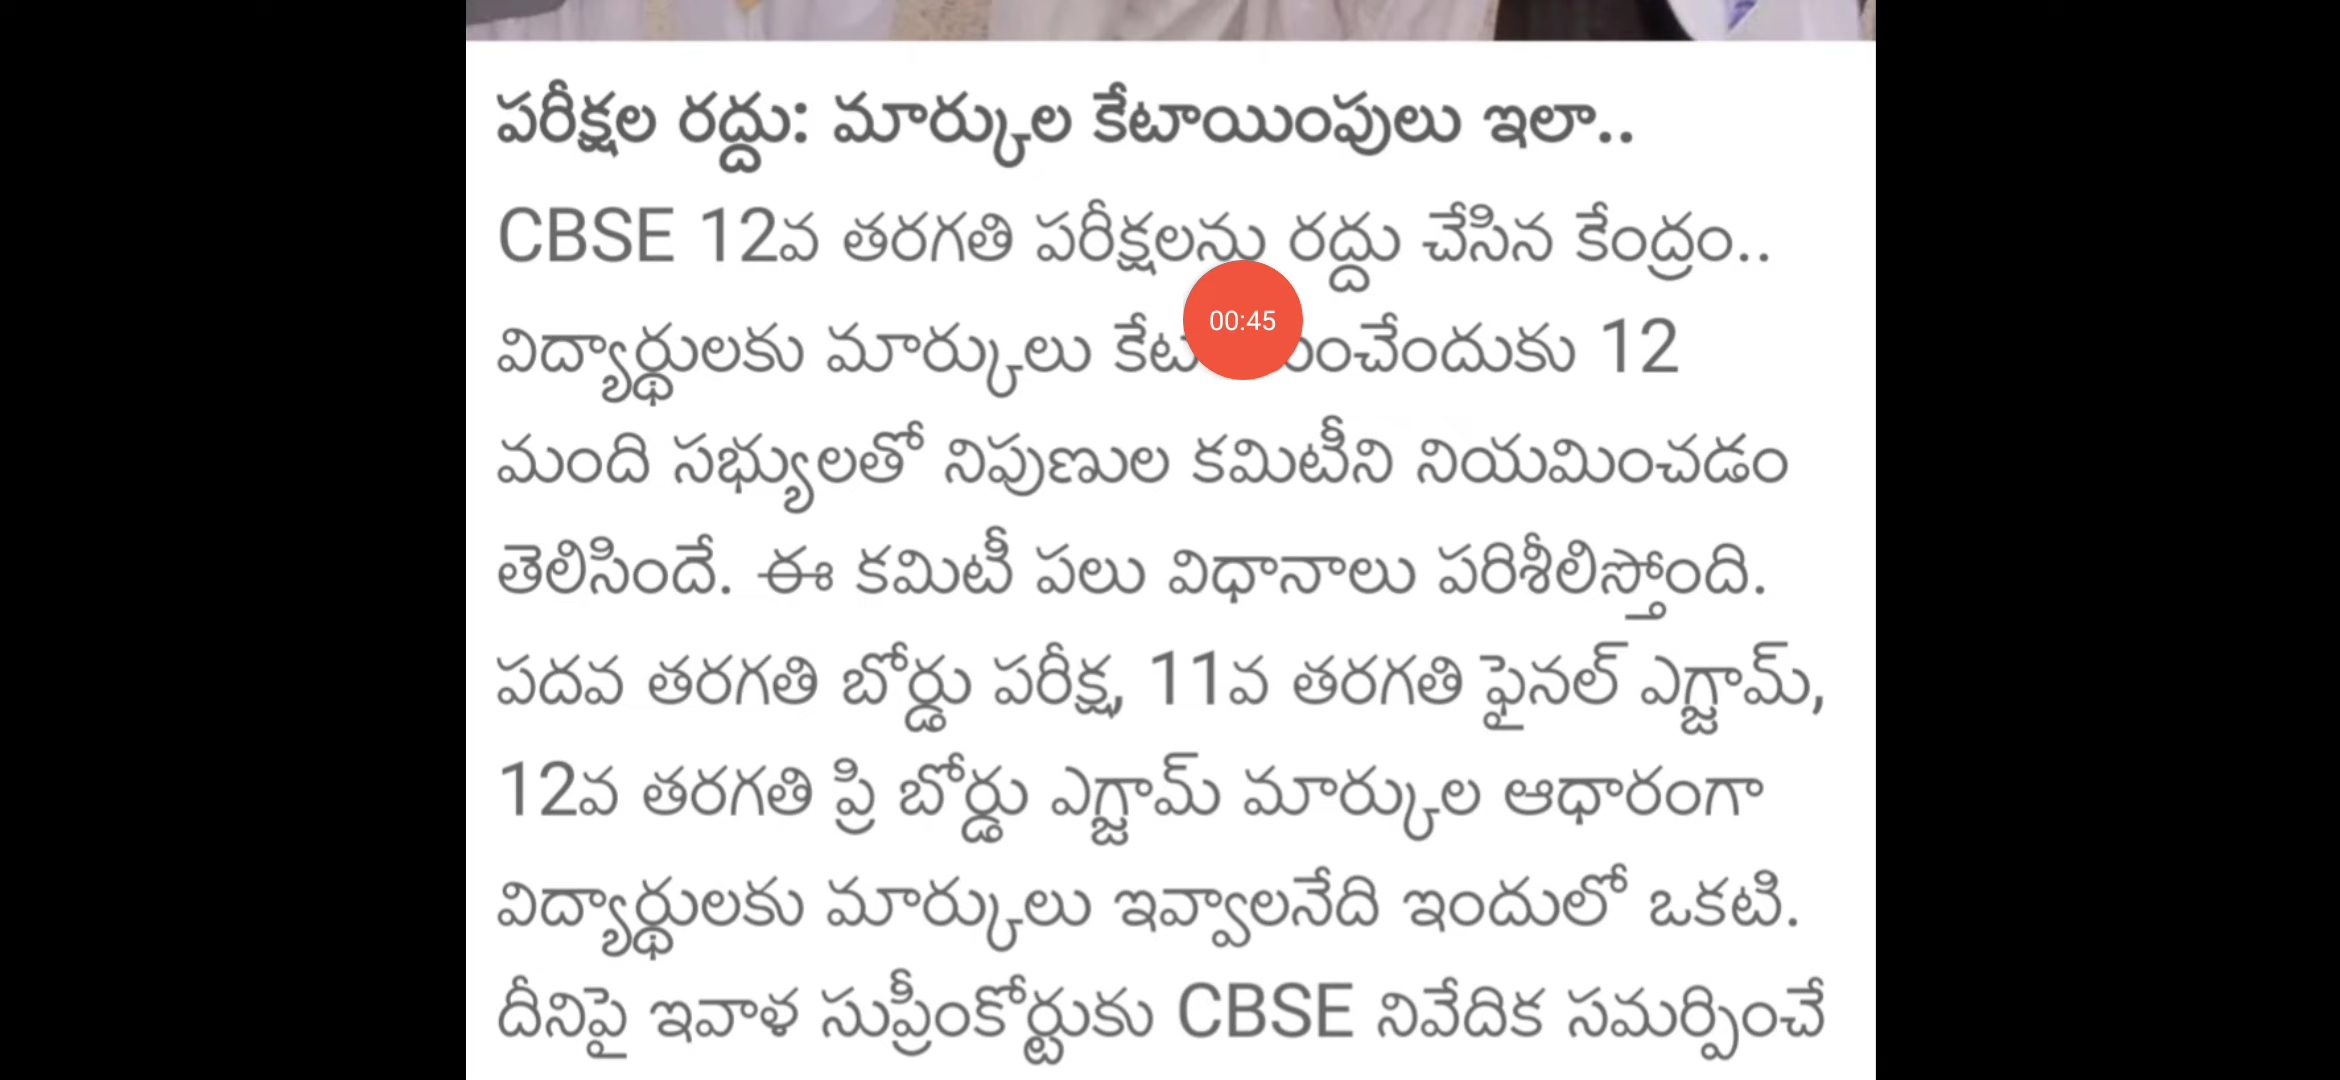 పరీక్షల రద్దు: మార్కుల కేటాయింపులు ఇలా..
CBSE 12వ తరగతి పరీక్షలను రద్దు చేసిన కేంద్రం..
00:45
విద్యార్థులకు మార్కులు 12
మంది సభ్యులతో నిపుణుల కమిటీని నియమించడం
తెలిసిందే. ఈ కమిటీ పలు విధానాలు పరిశీలిస్తోంది.
పదవ తరగతి బోర్డు పరీక్ష, 11వ తరగతి ఫైనల్ ఎగ్జామ్,
12వ తరగతి ప్రి బోర్డు ఎగ్జామ్ మార్కుల ఆధారంగా
విద్యార్థులకు మార్కులు ఇవ్వాలనేది ఇందులో ఒకటి.
దీనిపై ఇవాళ సుప్రీంకోర్టుకు CBSE నివేదిక సమర్పించే